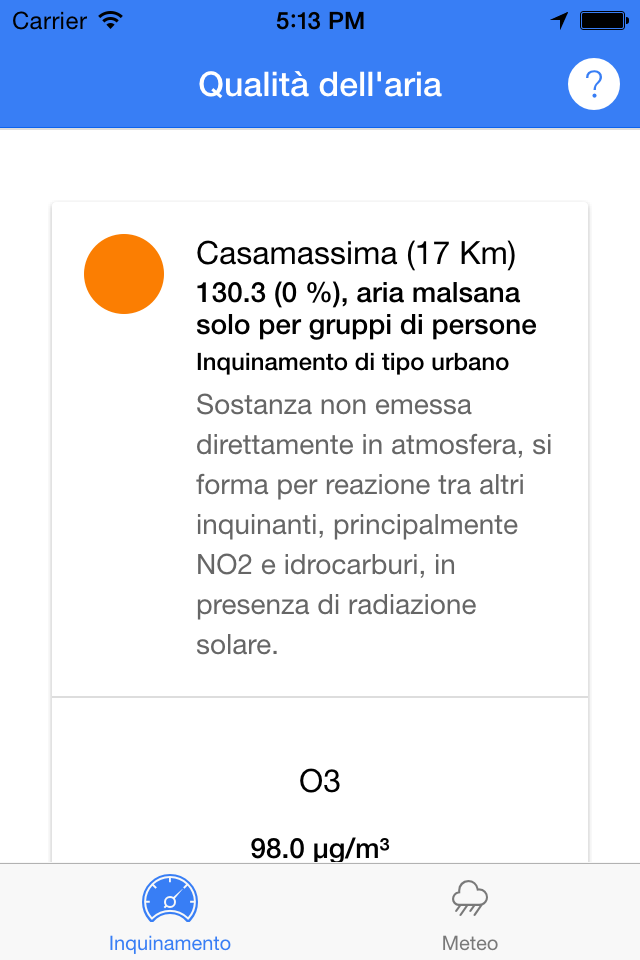 Carrier 5:13 PM
Qualità dell'aria ?
Casamassima (17 Km)
130.3 (0 %), aria malsana
solo per gruppi di persone
Inquinamento di tipo urbano
Sostanza non emessa
direttamente in atmosfera, si
forma per reazione tra altri
inquinanti, principalmente
NO2 e idrocarburi, in
presenza di radiazione
solare.
O3
98.0 µg/m³
Inquinamento Meteo